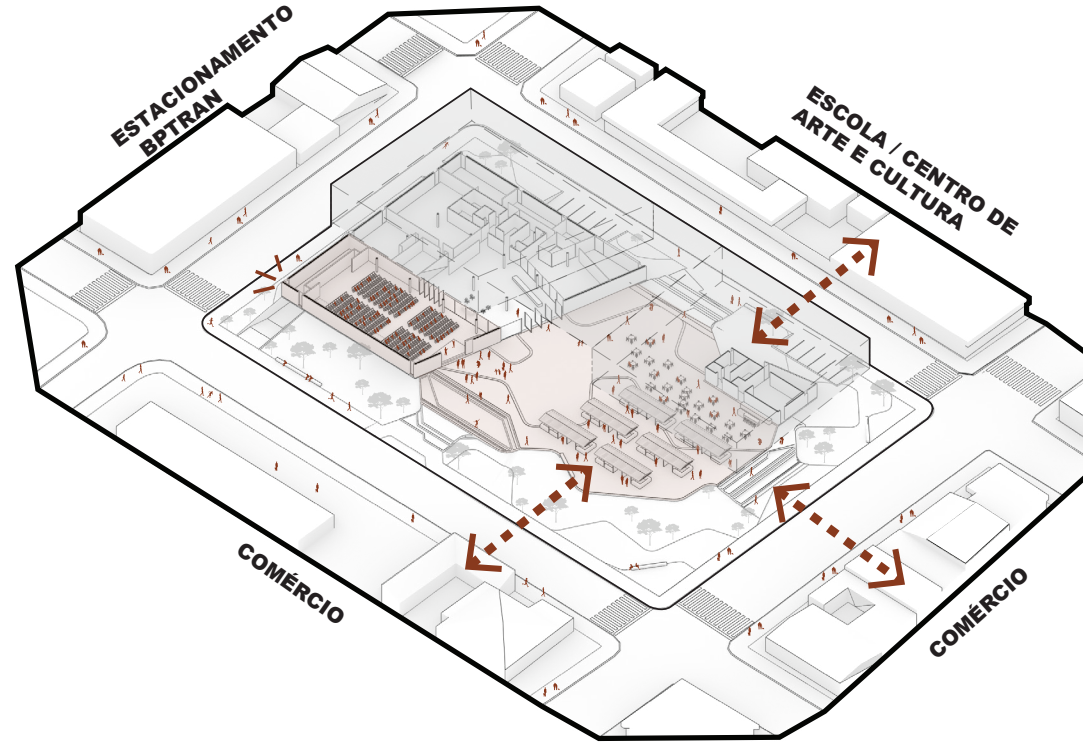 ESTACIONAMENTO
BPTRAN
ESCOLA / CENTRO DE
ARTE E CULTURA
COMÉRCIO
COMÉRCIO